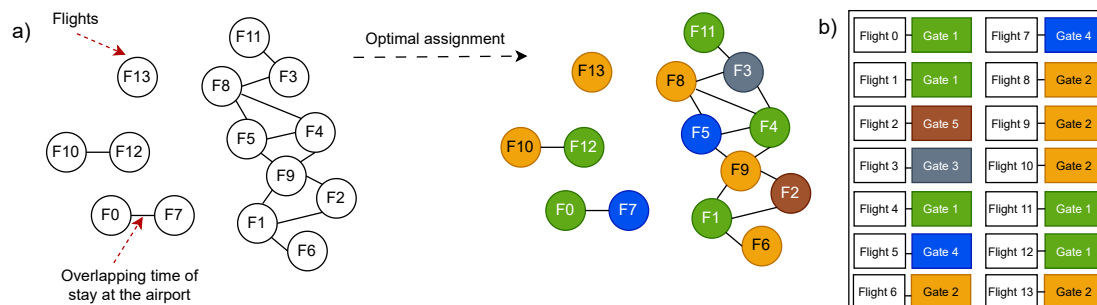 a)
Flights
F13
F11
F3
F8
F5
F4
F10
F12
F9
F2
F0
F7
F1
F6
Overlapping time of
stay at the airport
Optimal assignment
F11
F13
F3
F8
F5
F4
F10
F12
F9
F2
F0
F7
F1
F6
b)
Flight 0 Gate 1 Flight 7 Gate 4
Flight 1 Gate 1 Flight 8 Gate 2
Flight 2 Gate 5 Flight 9 Gate 2
Flight 3 Gate 3 Flight 10 Gate 2
Flight 4 Gate 1 Flight 11 Gate 1
Flight 5 Gate 4 Flight 12 Gate 1
Flight 6 Gate 2 Flight 13 Gate 2